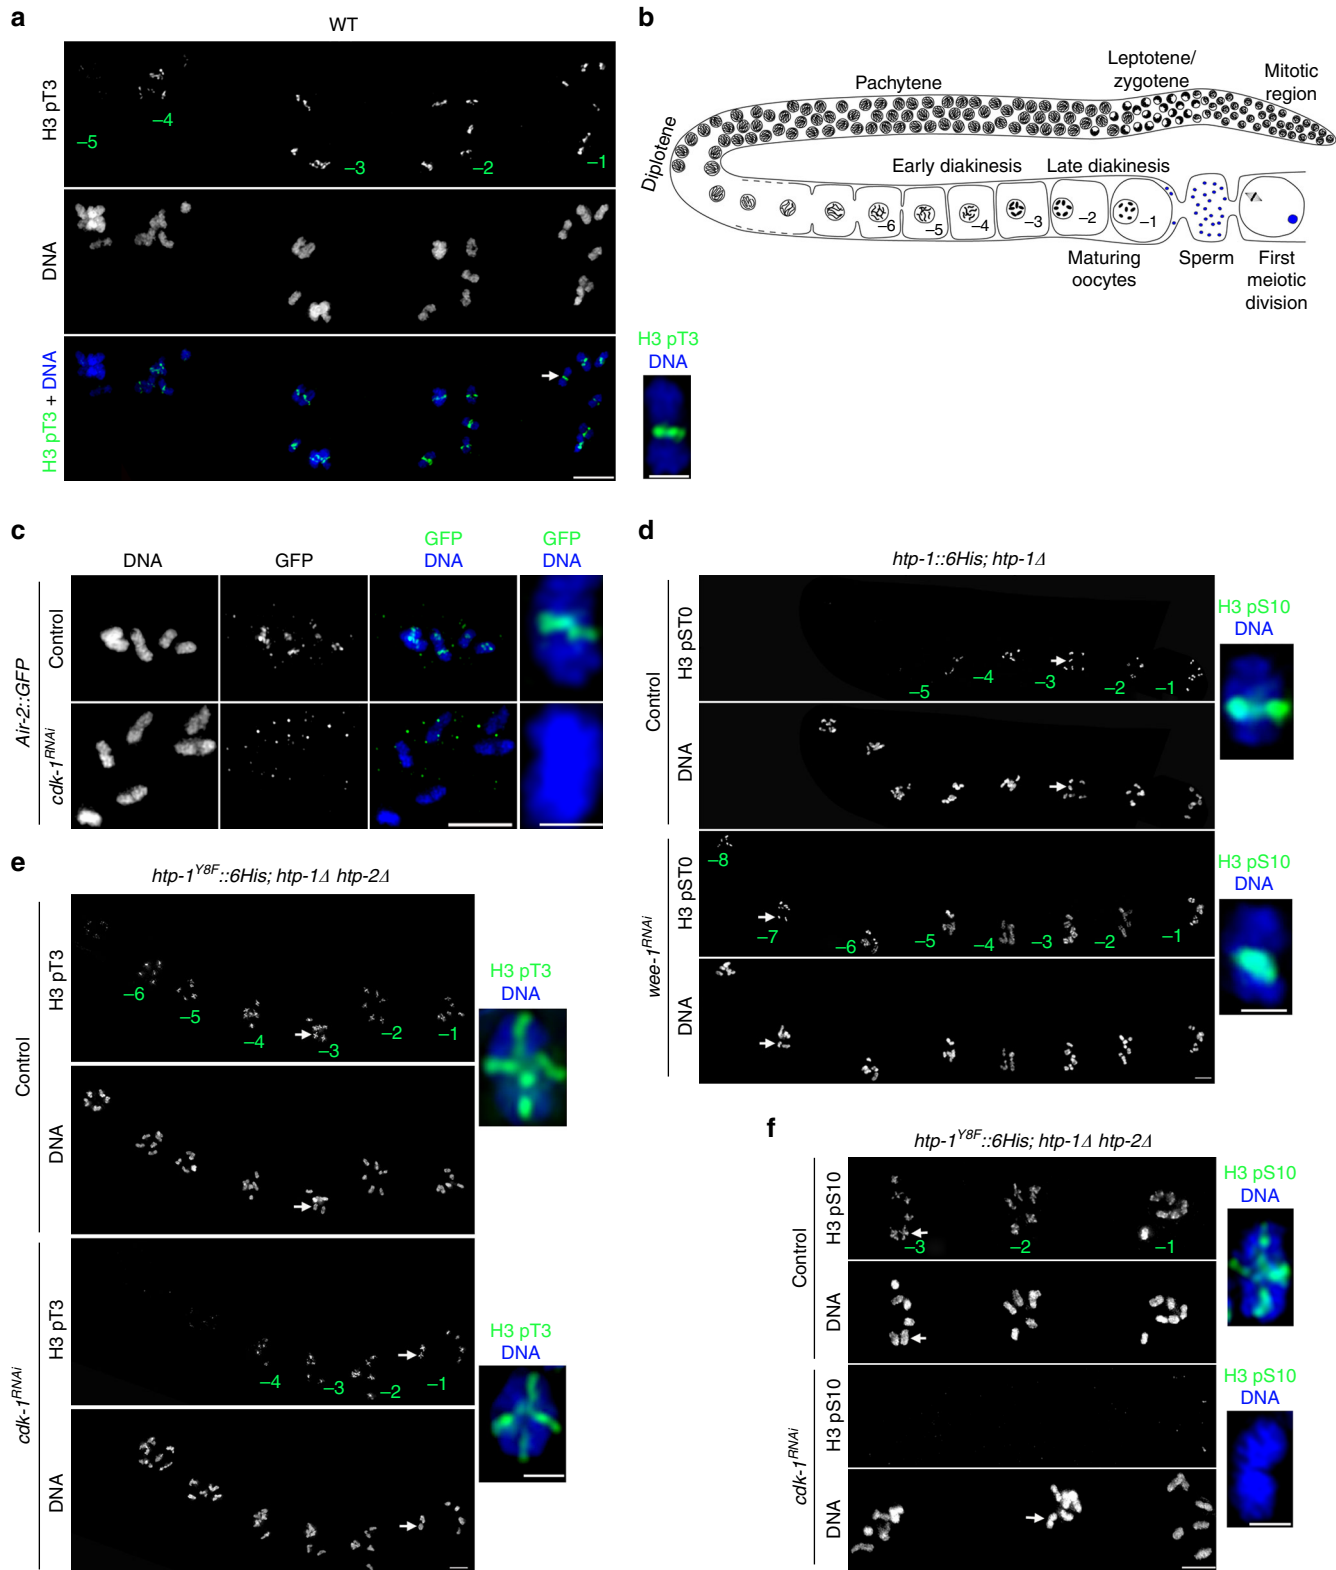 a
WT
H3 pT3
–5
–4
–3
–2
–1
DNA
H3 pT3 + DNA
H3 pT3
DNA
b
Pachytene
Leptotene/
zygotene
Mitotic
region
Diplotene
Early diakinesis
Late diakinesis
–6
–5
–4
–3
–2
–1
Maturing
oocytes
Sperm
First
meiotic
division
c
DNA
GFP
GFP
DNA
GFP
DNA
Air-2::GFP
Control
cdk-1RNAi
d
htp-1::6His; htp-1Δ
Control
H3 pST0
–5
–4
–3
–2
–1
DNA
H3 pS10
DNA
wee-1RNAi
H3 pST0
–8
–7
–6
–5
–4
–3
–2
–1
DNA
H3 pS10
DNA
e
htp-1Y8F::6His; htp-1Δ htp-2Δ
Control
H3 pT3
–6
–5
–4
–3
–2
–1
DNA
H3 pT3
DNA
cdk-1RNAi
H3 pT3
–4
–3
–2
–1
DNA
H3 pT3
DNA
f
htp-1Y8F::6His; htp-1Δ htp-2Δ
Control
H3 pS10
–3
–2
–1
DNA
H3 pS10
DNA
cdk-1RNAi
H3 pS10
DNA
H3 pS10
DNA